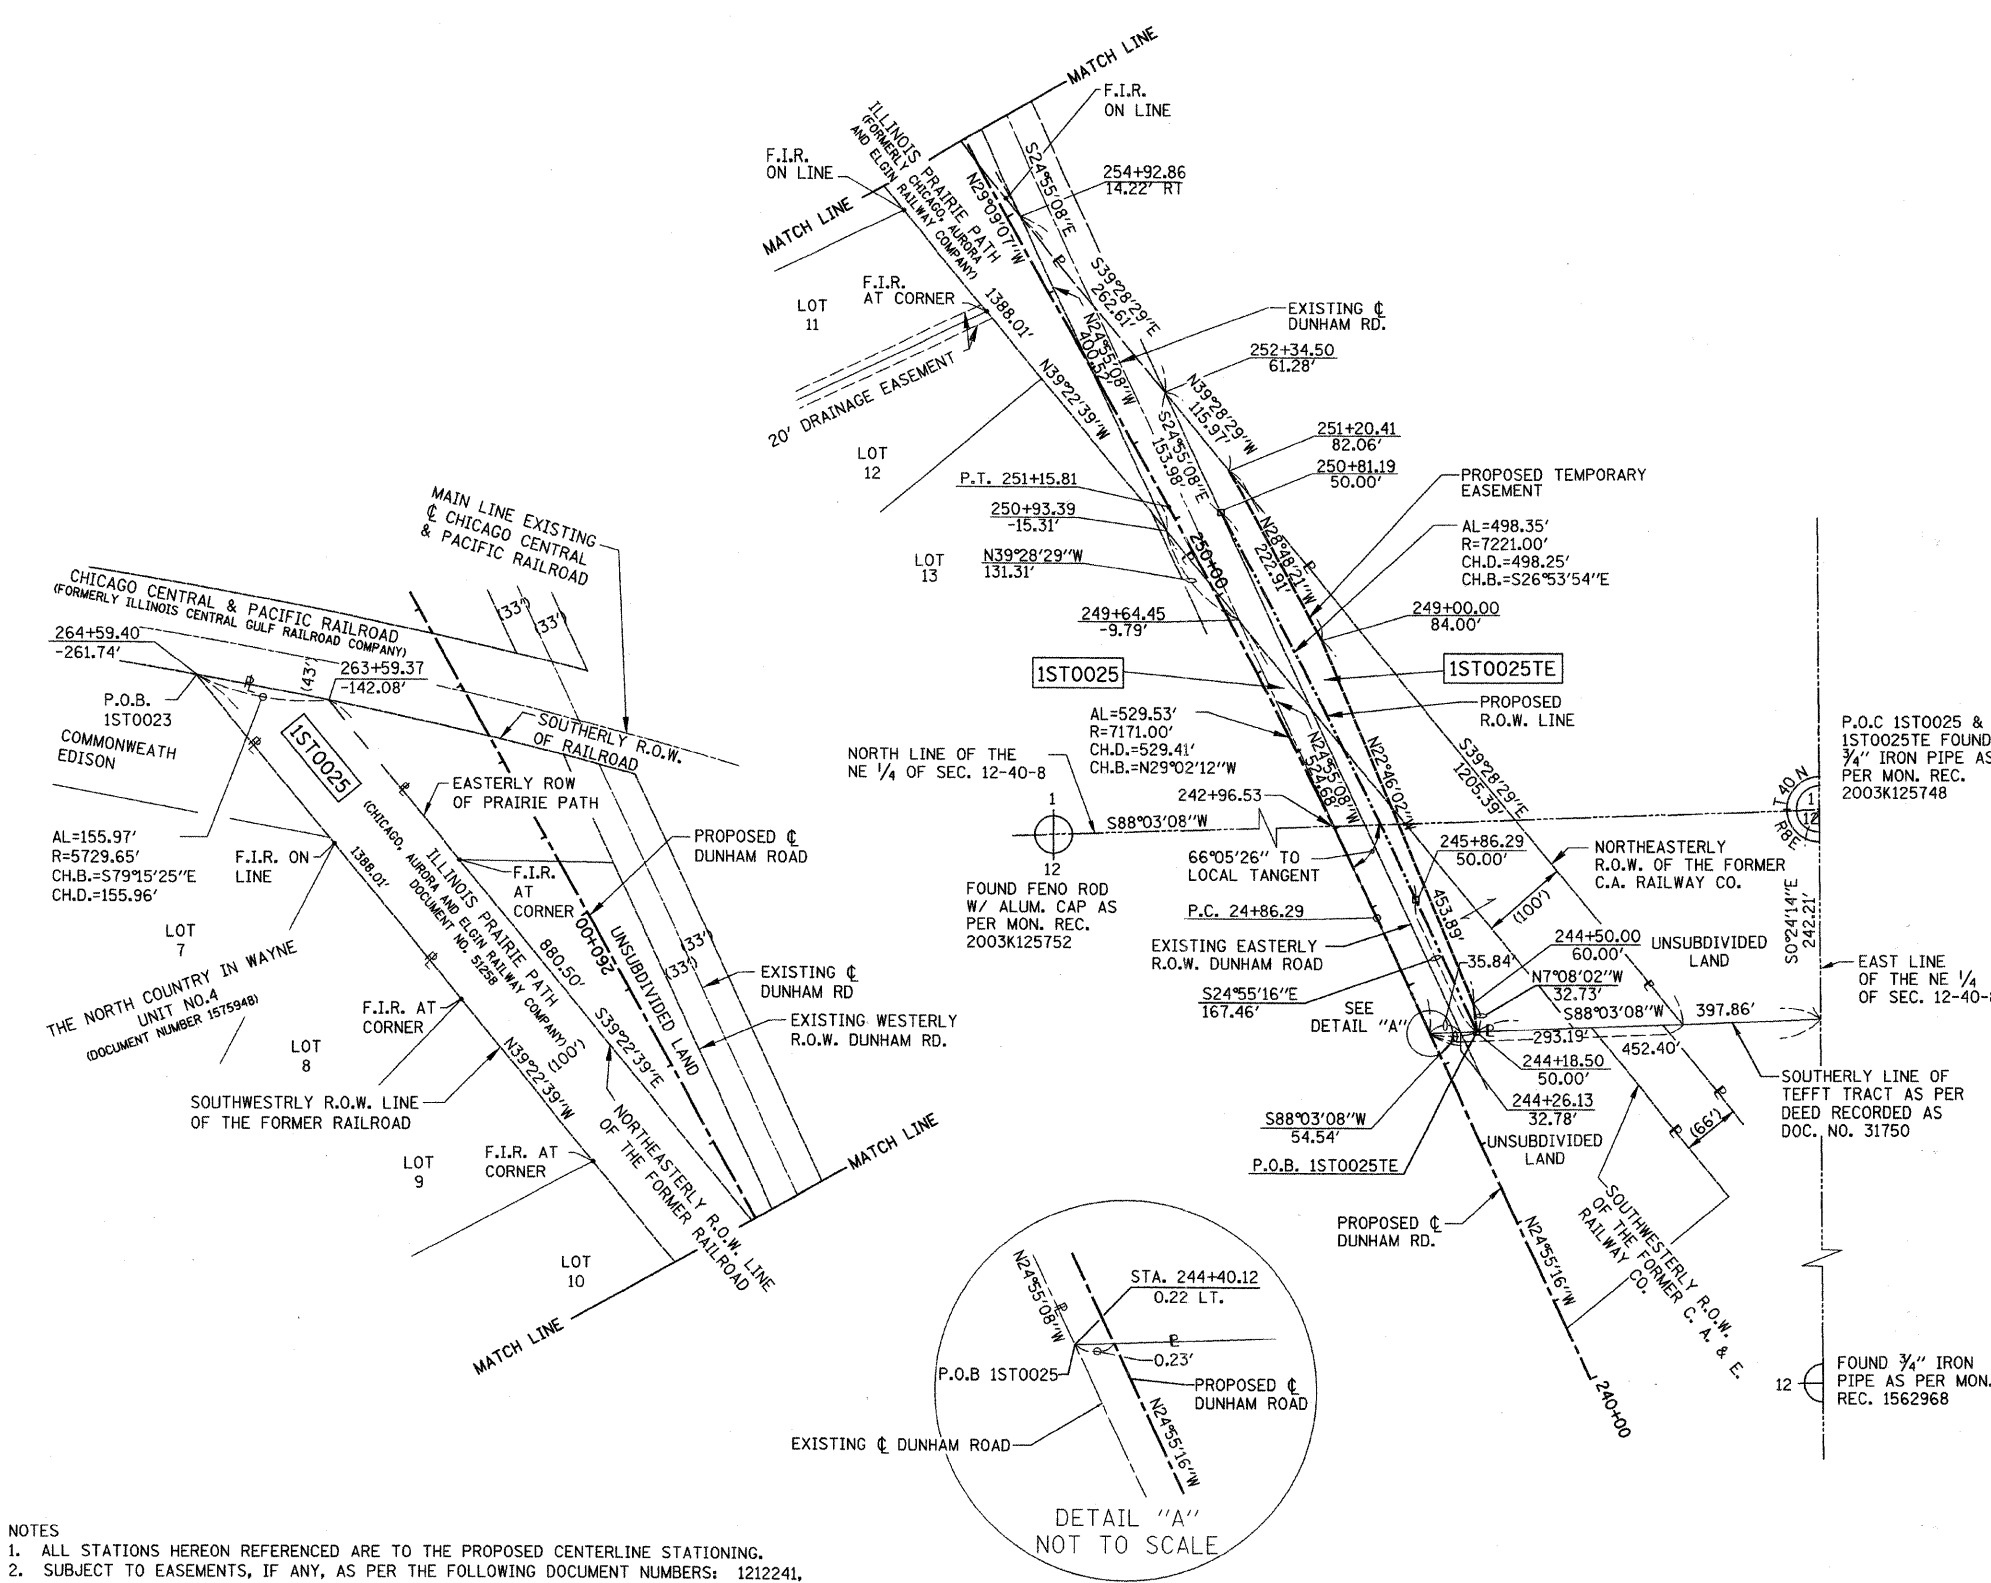 MATCH LINE
F.I.R.
ON LINE
ILLINOIS PRAIRIE PATH
(FORMERLY CHICAGO, AURORA
AND ELGIN RAILWAY COMPANY)
F.I.R.
ON LINE
MATCH LINE
N29°09'07"W
S24°55'08"E
254+92.86
14.22' RT
LOT
11
F.I.R.
AT CORNER
1388.01'
N39°22'39"W
20' DRAINAGE EASEMENT
LOT
12
S39°28'29"E
262.61'
N24°55'08"W
400.52'
EXISTING ℄
DUNHAM RD.
252+34.50
61.28'
N39°28'29"W
115.97'
S24°55'08"E
153.98'
251+20.41
82.06'
250+81.19
50.00'
PROPOSED TEMPORARY
EASEMENT
P.T. 251+15.81
250+93.39
-15.31'
LOT
13
N39°28'29"W
131.31'
250+00
N28°48'21"W
222.91'
AL=498.35'
R=7221.00'
CH.D.=498.25'
CH.B.=S26°53'54"E
249+64.45
-9.79'
249+00.00
84.00'
1ST0025
1ST0025TE
PROPOSED
R.O.W. LINE
AL=529.53'
R=7171.00'
CH.D.=529.41'
CH.B.=N29°02'12"W
NORTH LINE OF THE
NE 1/4 OF SEC. 12-40-8
242+96.53
N24°55'08"W
524.68'
N22°46'02"W
453.89'
S39°28'29"E
1205.39'
P.O.C 1ST0025 &
1ST0025TE FOUND
3/4" IRON PIPE AS
PER MON. REC.
2003K125748
T 40 N
R8E
1
12
1
12
S88°03'08"W
FOUND FENO ROD
W/ ALUM. CAP AS
PER MON. REC.
2003K125752
66°05'26" TO
LOCAL TANGENT
245+86.29
50.00'
NORTHEASTERLY
R.O.W. OF THE FORMER
C.A. RAILWAY CO.
(100')
S0°24'14"E
242.21'
P.C. 24+86.29
EXISTING EASTERLY
R.O.W. DUNHAM ROAD
35.84'
244+50.00
60.00'
UNSUBDIVIDED
LAND
EAST LINE
OF THE NE 1/4
OF SEC. 12-40-8
S24°55'16"E
167.46'
SEE
DETAIL "A"
N7°08'02"W
32.73'
S88°03'08"W
397.86'
293.19'
452.40'
244+18.50
50.00'
SOUTHERLY LINE OF
TEFFT TRACT AS PER
DEED RECORDED AS
DOC. NO. 31750
S88°03'08"W
54.54'
244+26.13
32.78'
(66')
P.O.B. 1ST0025TE
UNSUBDIVIDED
LAND
PROPOSED ℄
DUNHAM RD.
N24°55'16"W
SOUTHWESTERLY R.O.W.
OF THE FORMER C. A. & E.
RAILWAY CO.
240+00
12
FOUND 3/4" IRON
PIPE AS PER MON.
REC. 1562968
MAIN LINE EXISTING
℄ CHICAGO CENTRAL
& PACIFIC RAILROAD
CHICAGO CENTRAL & PACIFIC RAILROAD
(FORMERLY ILLINOIS CENTRAL GULF RAILROAD COMPANY)
(33')
(33')
264+59.40
-261.74'
(43')
263+59.37
-142.08'
P.O.B.
1ST0023
COMMONWEATH
EDISON
1ST0025
SOUTHERLY R.O.W.
OF RAILROAD
EASTERLY ROW
OF PRAIRIE PATH
AL=155.97'
R=5729.65'
CH.B.=S79°15'25"E
CH.D.=155.96'
F.I.R. ON
LINE
1388.01'
PROPOSED ℄
DUNHAM ROAD
F.I.R.
AT
CORNER
ILLINOIS PRAIRIE PATH
(CHICAGO, AURORA AND ELGIN RAILWAY COMPANY)
DOCUMENT NO. 51258
(100')
260+00
UNSUBDIVIDED LAND
880.50'
S39°22'39"E
(33')
(33')
LOT
7
THE NORTH COUNTRY IN WAYNE
UNIT NO.4
(DOCUMENT NUMBER 1575948)
EXISTING ℄
DUNHAM RD
F.I.R. AT
CORNER
EXISTING WESTERLY
R.O.W. DUNHAM RD.
LOT
8
N39°22'39"W
SOUTHWESTRLY R.O.W. LINE
OF THE FORMER RAILROAD
NORTHEASTERLY R.O.W. LINE
OF THE FORMER
RAILROAD
MATCH LINE
LOT
9
F.I.R. AT
CORNER
LOT
10
MATCH LINE
N24°55'08"W
STA. 244+40.12
0.22 LT.
0.23'
P.O.B 1ST0025
PROPOSED ℄
DUNHAM ROAD
N24°55'16"W
EXISTING ℄ DUNHAM ROAD
DETAIL "A"
NOT TO SCALE
NOTES
1. ALL STATIONS HEREON REFERENCED ARE TO THE PROPOSED CENTERLINE STATIONING.
2. SUBJECT TO EASEMENTS, IF ANY, AS PER THE FOLLOWING DOCUMENT NUMBERS: 1212241,